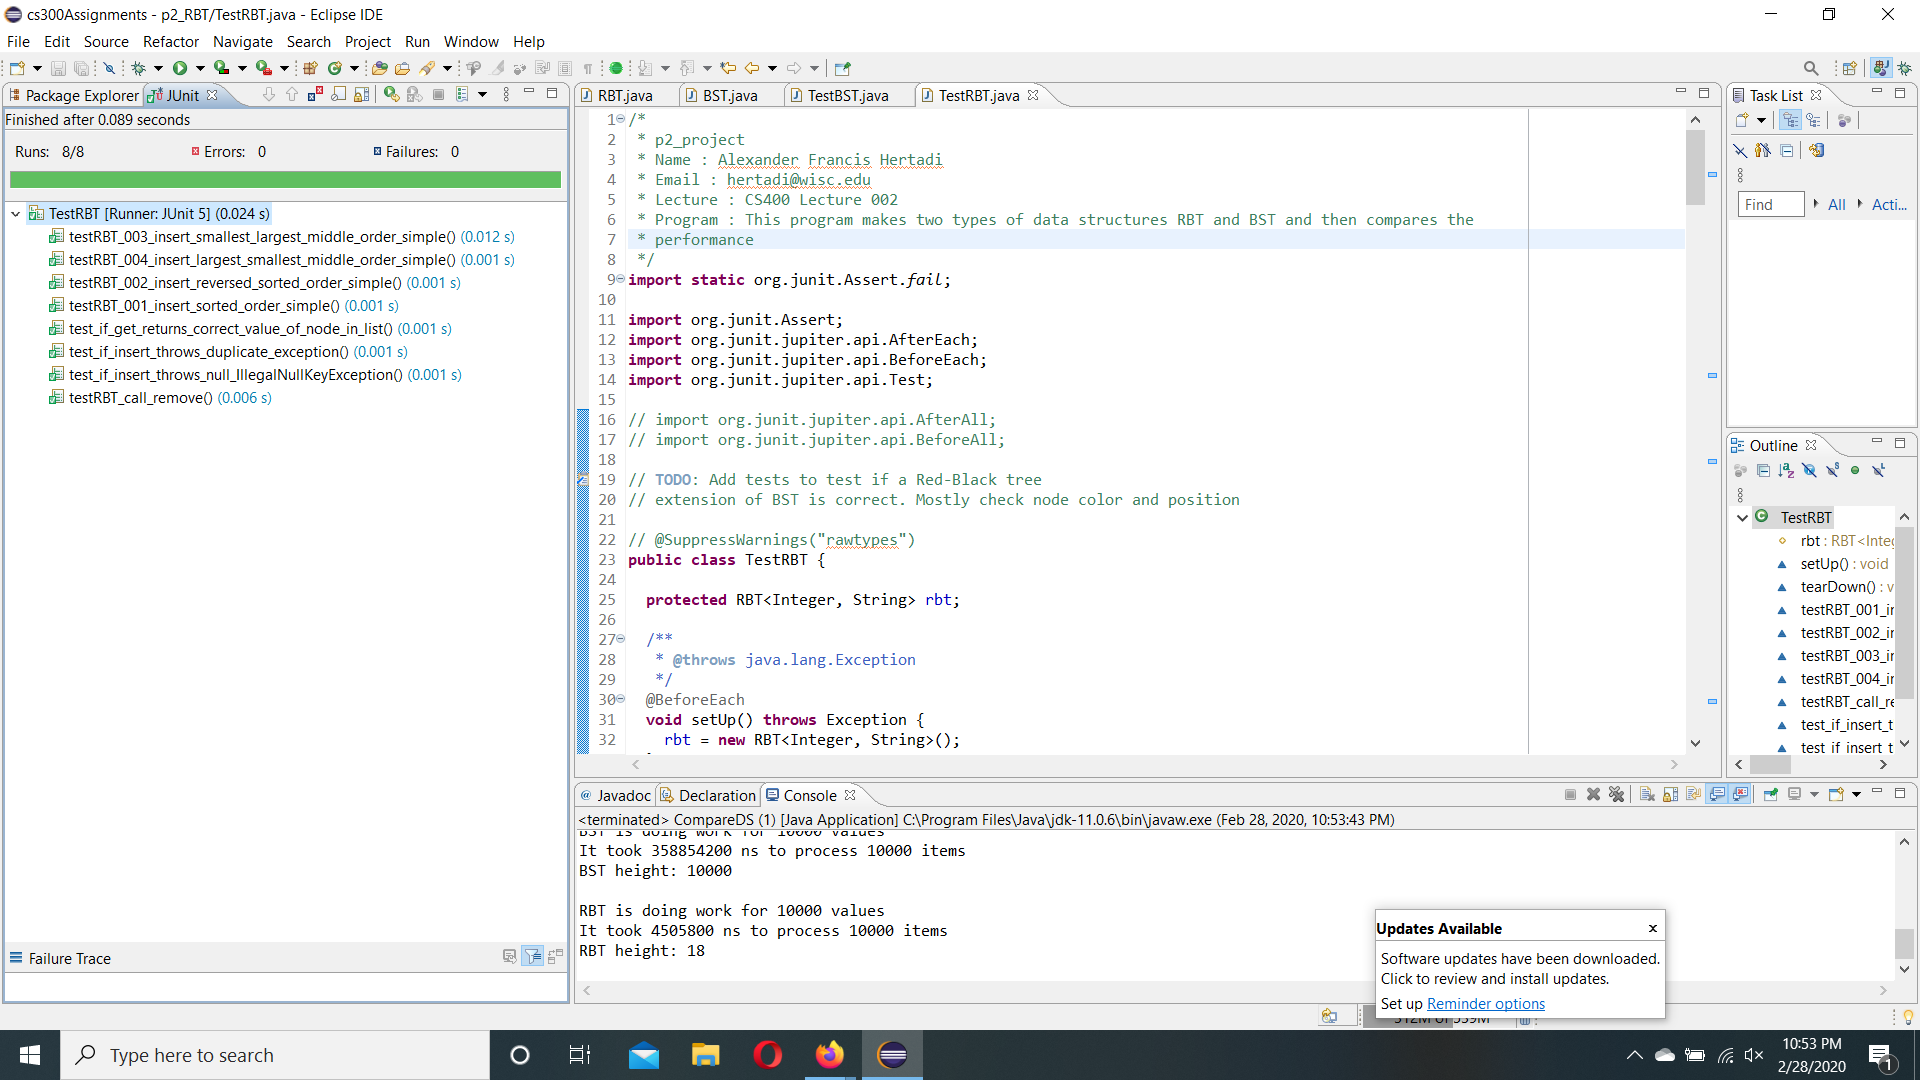 cs300Assignments - p2_RBT/TestRBT.java - Eclipse IDE
File Edit Source Refactor Navigate Search Project Run Window Help
Package Explorer JUnit
Finished after 0.089 seconds
Runs: 8/8 Errors: 0 Failures: 0
TestRBT [Runner: JUnit 5] (0.024 s)
testRBT_003_insert_smallest_largest_middle_order_simple() (0.012 s)
testRBT_004_insert_largest_smallest_middle_order_simple() (0.001 s)
testRBT_002_insert_reversed_sorted_order_simple() (0.001 s)
testRBT_001_insert_sorted_order_simple() (0.001 s)
test_if_get_returns_correct_value_of_node_in_list() (0.001 s)
test_if_insert_throws_duplicate_exception() (0.001 s)
test_if_insert_throws_null_IllegalNullKeyException() (0.001 s)
testRBT_call_remove() (0.006 s)
Failure Trace
RBT.java BST.java TestBST.java TestRBT.java
1 /*
2 * p2_project
3 * Name : Alexander Francis Hertadi
4 * Email : hertadi@wisc.edu
5 * Lecture : CS400 Lecture 002
6 * Program : This program makes two types of data structures RBT and BST and then compares the
7 * performance
8 */
9 import static org.junit.Assert.fail;
10
11 import org.junit.Assert;
12 import org.junit.jupiter.api.AfterEach;
13 import org.junit.jupiter.api.BeforeEach;
14 import org.junit.jupiter.api.Test;
15
16 // import org.junit.jupiter.api.AfterAll;
17 // import org.junit.jupiter.api.BeforeAll;
18
19 // TODO: Add tests to test if a Red-Black tree
20 // extension of BST is correct. Mostly check node color and position
21
22 // @SuppressWarnings("rawtypes")
23 public class TestRBT {
24
25 protected RBT<Integer, String> rbt;
26
27 /**
28 * @throws java.lang.Exception
29 */
30 @BeforeEach
31 void setUp() throws Exception {
32 rbt = new RBT<Integer, String>();
Task List
Find All Acti...
Outline
TestRBT
rbt : RBT<Integ
setUp() : void
tearDown() : v
testRBT_001_in
testRBT_002_in
testRBT_003_in
testRBT_004_in
testRBT_call_re
test_if_insert_t
test_if_insert_t
Javadoc Declaration Console
<terminated> CompareDS (1) [Java Application] C:\Program Files\Java\jdk-11.0.6\bin\javaw.exe (Feb 28, 2020, 10:53:43 PM)
BST is doing work for 10000 values
It took 358854200 ns to process 10000 items
BST height: 10000
RBT is doing work for 10000 values
It took 4505800 ns to process 10000 items
RBT height: 18
Updates Available
Software updates have been downloaded.
Click to review and install updates.
Set up Reminder options
Type here to search
10:53 PM
2/28/2020
1